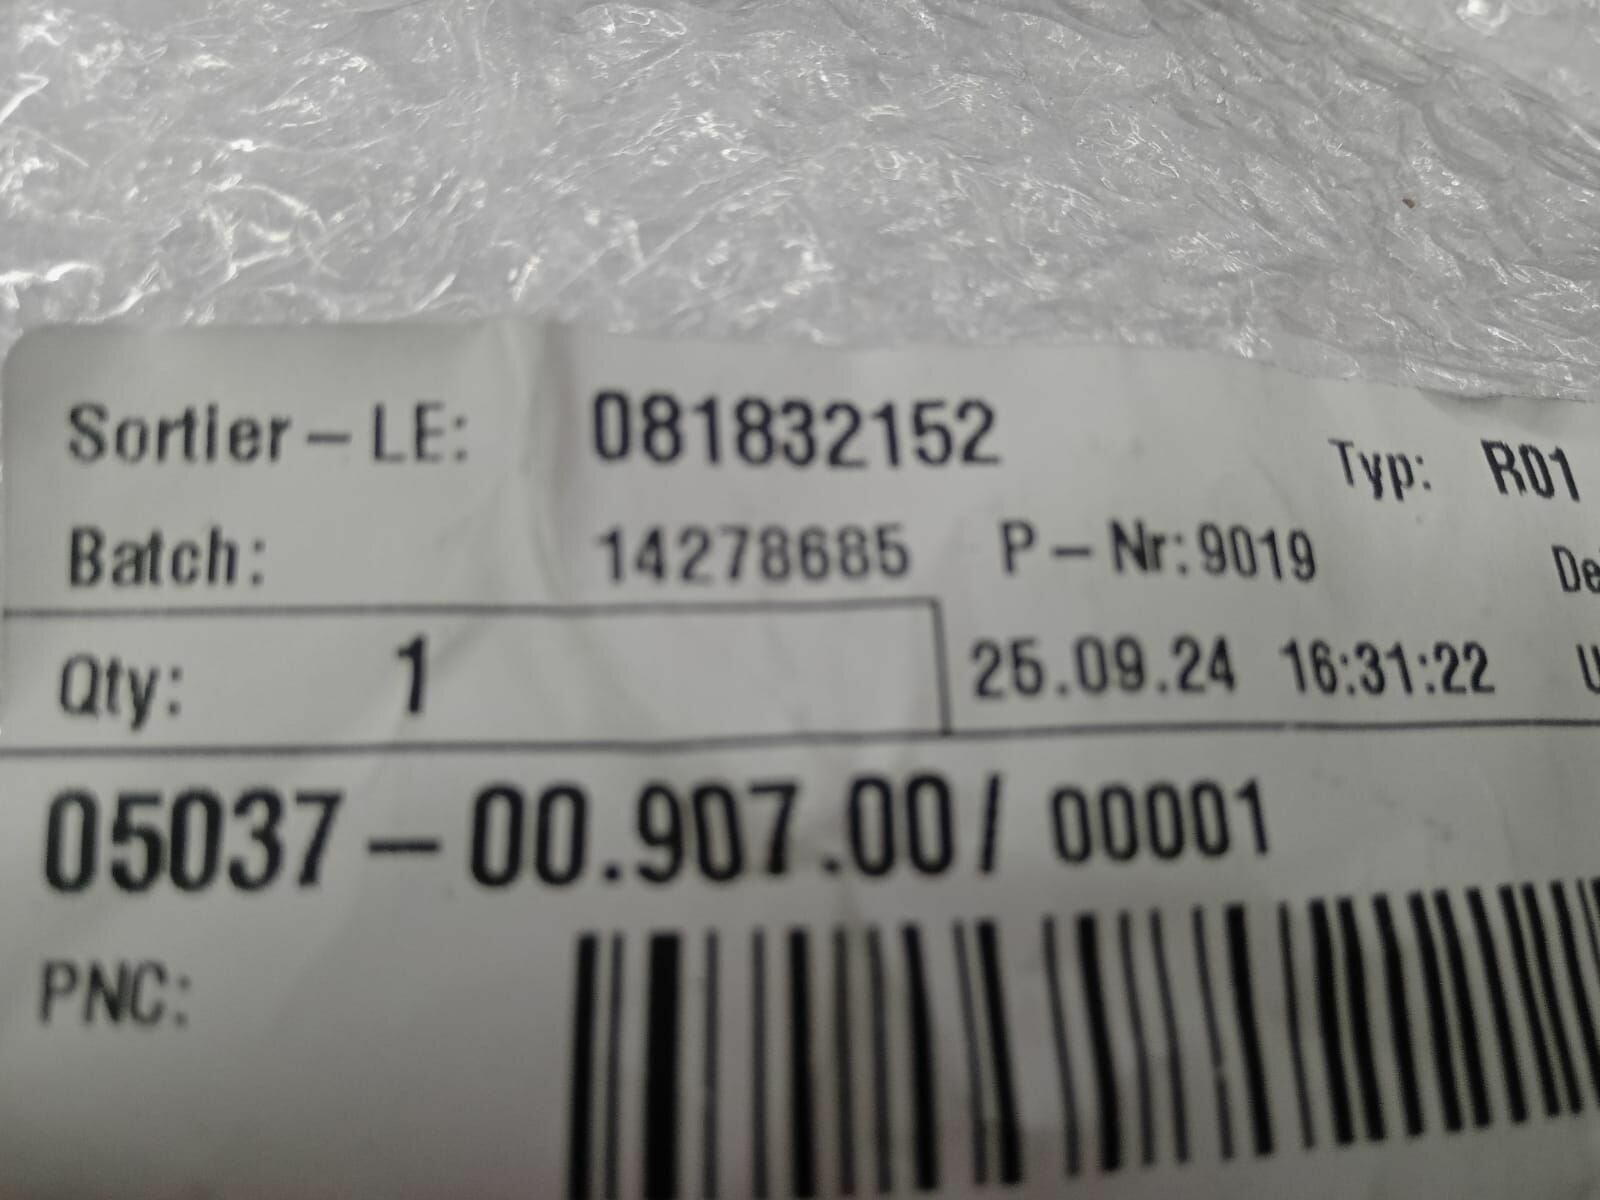 Sortier-LE: 081832152 Typ: R01
Batch: 14278685 P-Nr:9019
Qty: 1 25.09.24 16:31:22
05037-00.907.00/ 00001
PNC: